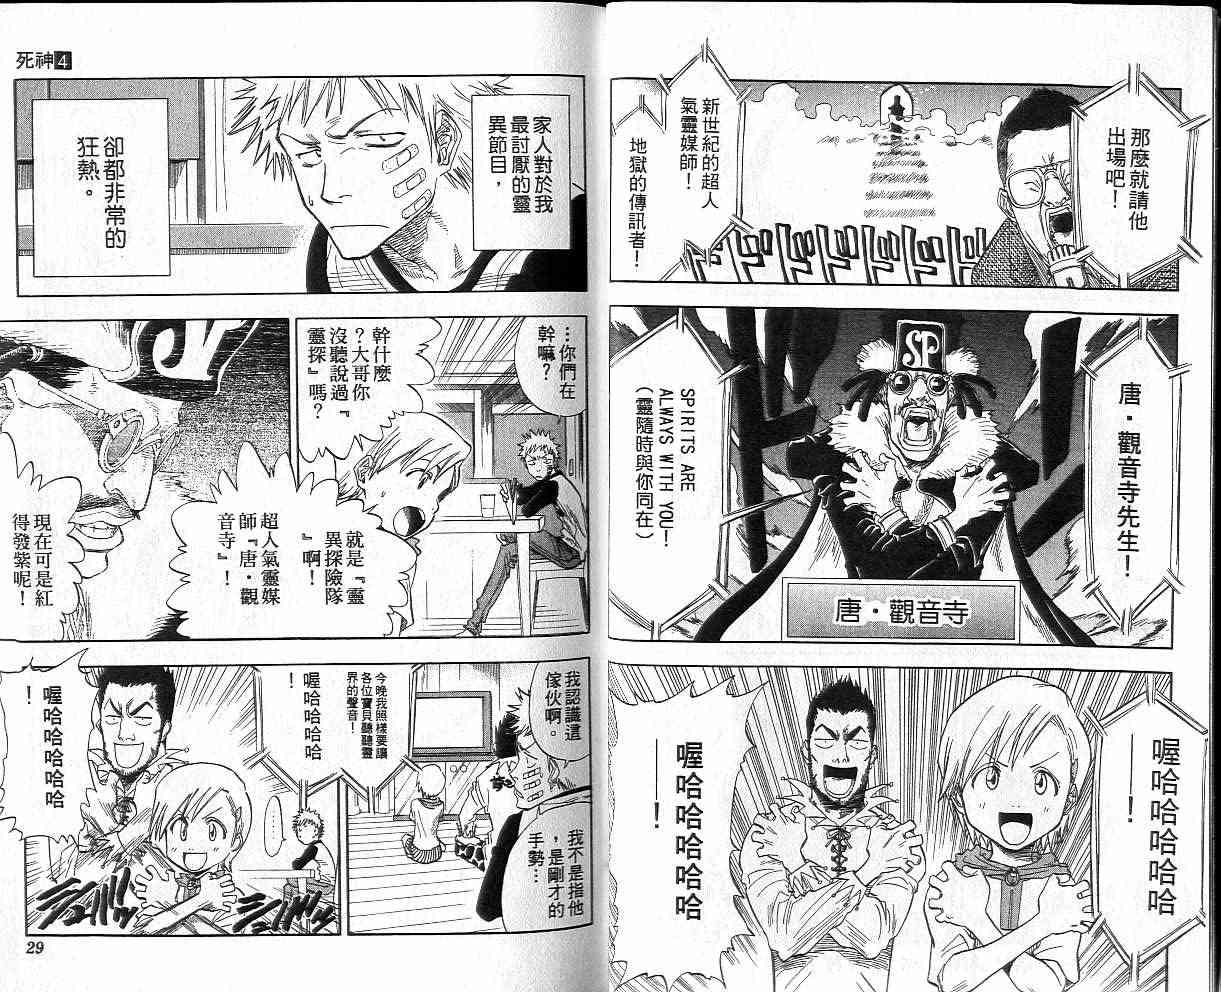 那麼就請他
出場吧！
新世紀的超人
氣靈媒師！
地獄的傳訊者！
唐．觀音寺先生！
SP
SPIRITS ARE
ALWAYS WITH YOU！
（靈隨時與你同在）
唐．觀音寺
喔哈哈哈哈哈
—！
喔哈哈哈哈哈
—！
死神4
家人對於我
最討厭的靈
異節目，
卻都非常的
狂熱。
…你們在
幹嘛？
幹什麼
？大哥你
沒聽說過『
靈探』嗎？
就是『靈
異探險隊
』啊！
超人氣靈媒
師『唐．觀
音寺』！
現在可是紅
得發紫呢！
我認識這
傢伙啊。
我不是指他
，是剛才的
手勢…
今晚我照樣要讓
各位寶貝聽聽靈
界的聲音！
喔哈哈哈哈
！
……
喔哈哈哈哈哈
！
29